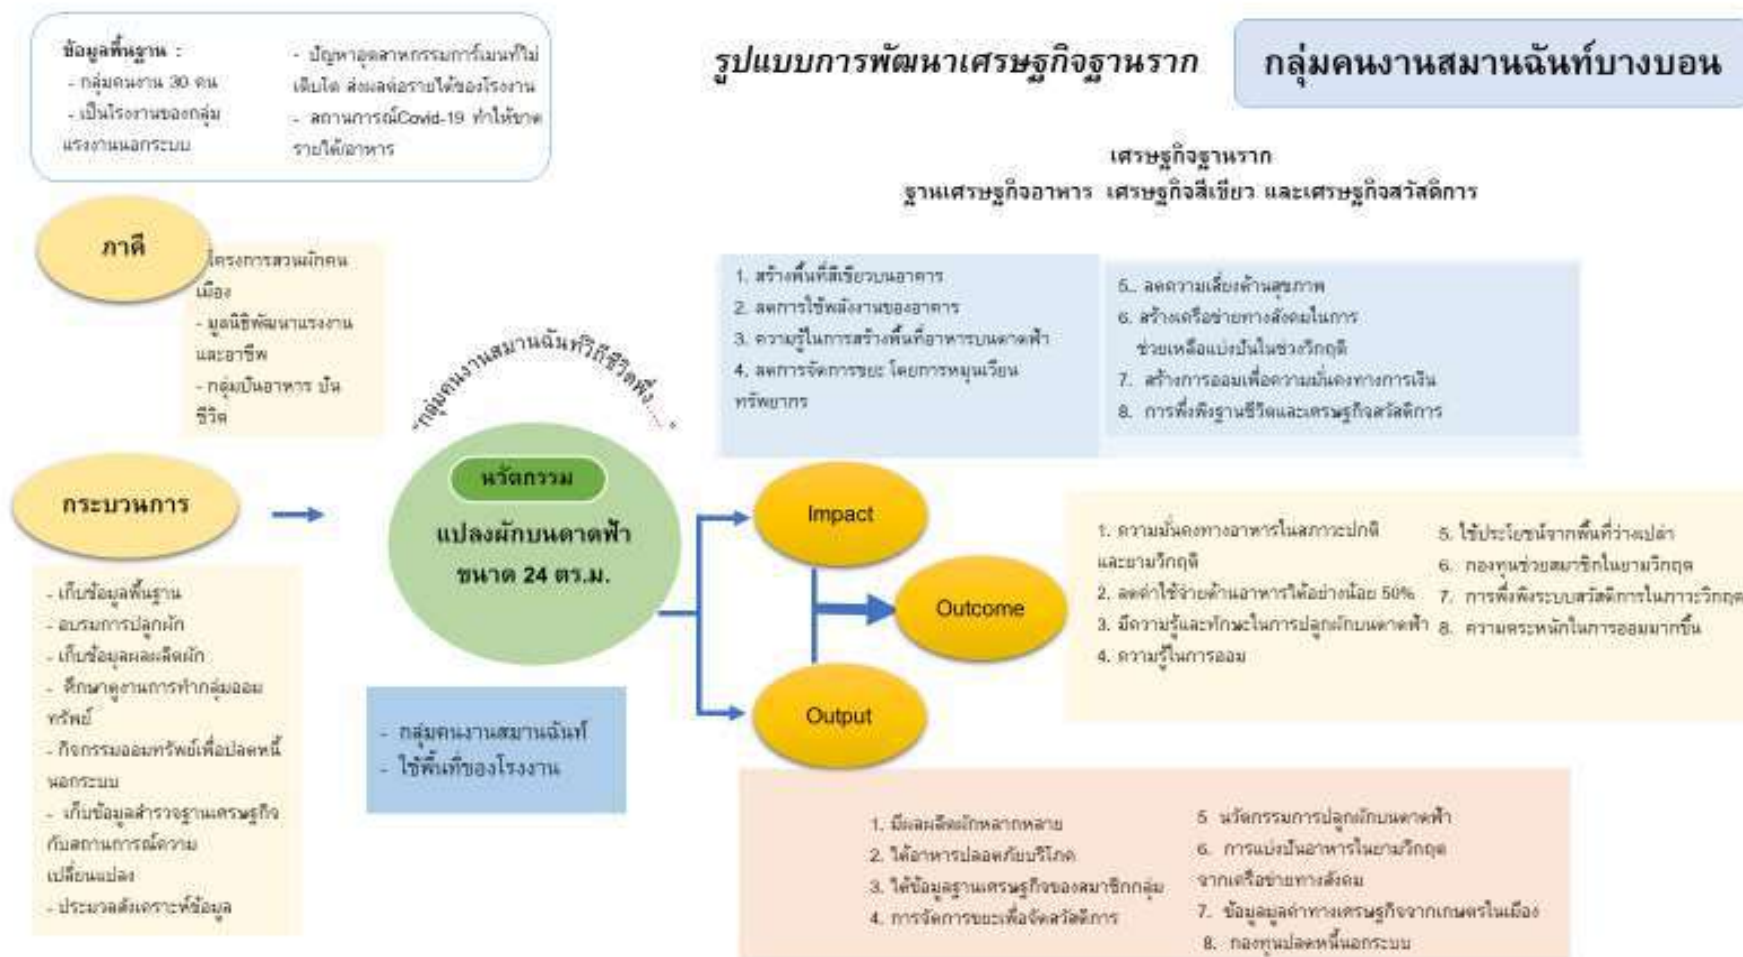 ข้อมูลพื้นฐาน :
- กลุ่มคนงาน 30 คน
- เป็นโรงงานของกลุ่ม
แรงงานนอกระบบ
- ปัญหาอุตสาหกรรมการ์เมนท์ไม่
เติบโต ส่งผลต่อรายได้ของโรงงาน
- สถานการณ์Covid-19 ทำให้ขาด
รายได้/อาหาร
รูปแบบการพัฒนาเศรษฐกิจฐานราก
กลุ่มคนงานสมานฉันท์บางบอน
เศรษฐกิจฐานราก
ฐานเศรษฐกิจอาหาร เศรษฐกิจสีเขียว และเศรษฐกิจสวัสดิการ
ภาคี
โครงการสวนผักคน
เมือง
- มูลนิธิพัฒนาแรงงาน
และอาชีพ
- กลุ่มปันอาหาร ปัน
ชีวิต
1. สร้างพื้นที่สีเขียวบนอาคาร
2. ลดการใช้พลังงานของอาคาร
3. ความรู้ในการสร้างพื้นที่อาหารบนดาดฟ้า
4. ลดการจัดการขยะ โดยการหมุนเวียน
ทรัพยากร
5.. ลดความเสี่ยงด้านสุขภาพ
6. สร้างเครือข่ายทางสังคมในการ
ช่วยเหลือแบ่งปันในช่วงวิกฤติ
7. สร้างการออมเพื่อความมั่นคงทางการเงิน
8. การพึ่งพิงฐานชีวิตและเศรษฐกิจสวัสดิการ
"กลุ่มคนงานสมานฉันท์วิถีชีวิตพึ่ง....."
นวัตกรรม
แปลงผักบนดาดฟ้า
ขนาด 24 ตร.ม.
กระบวนการ
- เก็บข้อมูลพื้นฐาน
- อบรมการปลูกผัก
- เก็บข้อมูลผลผลิตผัก
- ศึกษาดูงานการทำกลุ่มออม
ทรัพย์
- กิจกรรมออมทรัพย์เพื่อปลดหนี้
นอกระบบ
- เก็บข้อมูลสำรวจฐานเศรษฐกิจ
กับสถานการณ์ความ
เปลี่ยนแปลง
- ประมวลสังเคราะห์ข้อมูล
- กลุ่มคนงานสมานฉันท์
- ใช้พื้นที่ของโรงงาน
Impact
Outcome
Output
1. ความมั่นคงทางอาหารในสภาวะปกติ
และยามวิกฤติ
2. ลดค่าใช้จ่ายด้านอาหารได้อย่างน้อย 50%
3. มีความรู้และทักษะในการปลูกผักบนดาดฟ้า
4. ความรู้ในการออม
5. ใช้ประโยชน์จากพื้นที่ว่างเปล่า
6. กองทุนช่วยสมาชิกในยามวิกฤต
7. การพึ่งพิงระบบสวัสดิการในภาวะวิกฤต
8. ความตระหนักในการออมมากขึ้น
1. มีผลผลิตผักหลากหลาย
2. ได้อาหารปลอดภัยบริโภค
3. ได้ข้อมูลฐานเศรษฐกิจของสมาชิกกลุ่ม
4. การจัดการขยะเพื่อจัดสวัสดิการ
5 นวัตกรรมการปลูกผักบนดาดฟ้า
6. การแบ่งปันอาหารในยามวิกฤต
จากเครือข่ายทางสังคม
7. ข้อมูลมูลค่าทางเศรษฐกิจจากเกษตรในเมือง
8. กองทุนปลดหนี้นอกระบบ